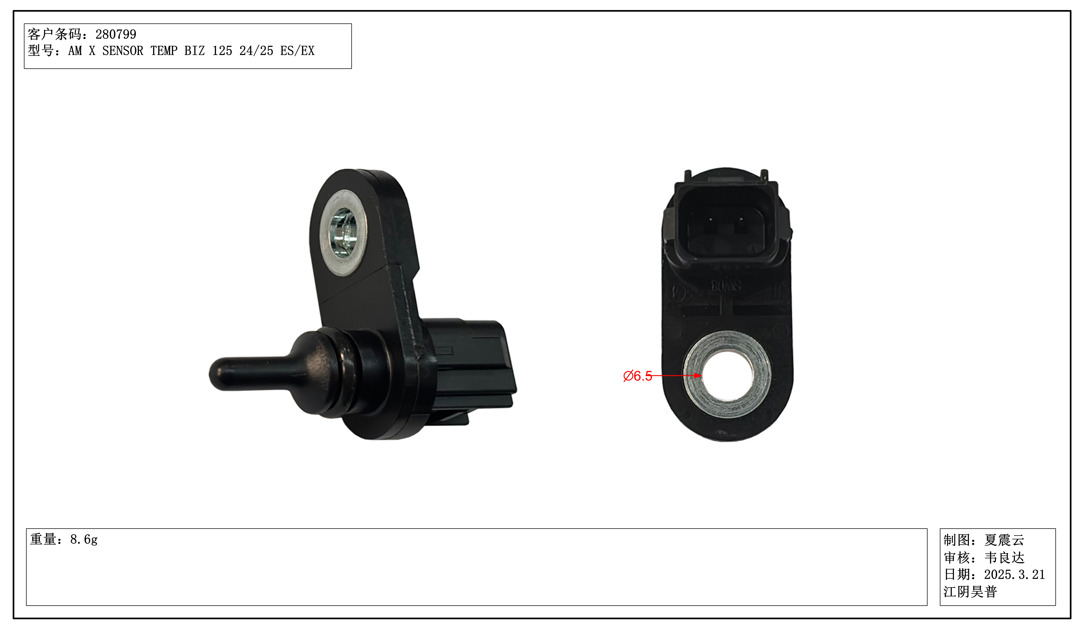 客户条码：280799
型号：AM X SENSOR TEMP BIZ 125 24/25 ES/EX
Ø6.5
重量：8.6g
制图：夏震云
审核：韦良达
日期：2025.3.21
江阴昊普